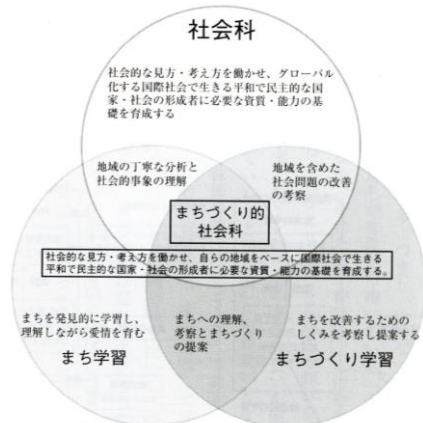 社会科
社会的な見方・考え方を働かせ、グローバル
化する国際社会で生きる平和で民主的な国
家・社会の形成者に必要な資質・能力の基
礎を育成する
地域の丁寧な分析と
社会的事象の理解
地域を含めた
社会問題の改善
の考察
まちづくり的
社会科
社会的な見方・考え方を働かせ、自らの地域をベースに国際社会で生きる
平和で民主的な国家・社会の形成者に必要な資質・能力の基礎を育成する。
まちを発見的に学習し、
理解しながら愛情を育む
まち学習
まちへの理解、
考察とまちづくり
の提案
まちを改善するための
しくみを考察し提案する
まちづくり学習